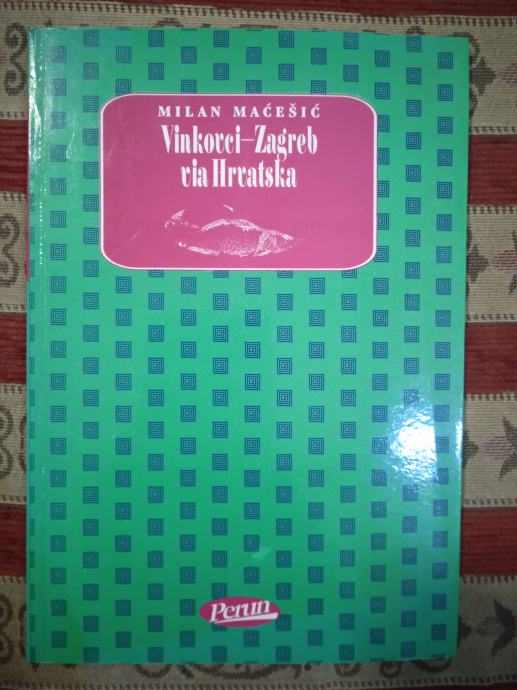 MILAN MAĆEŠIĆ
Vinkovci–Zagreb
via Hrvatska
Perun